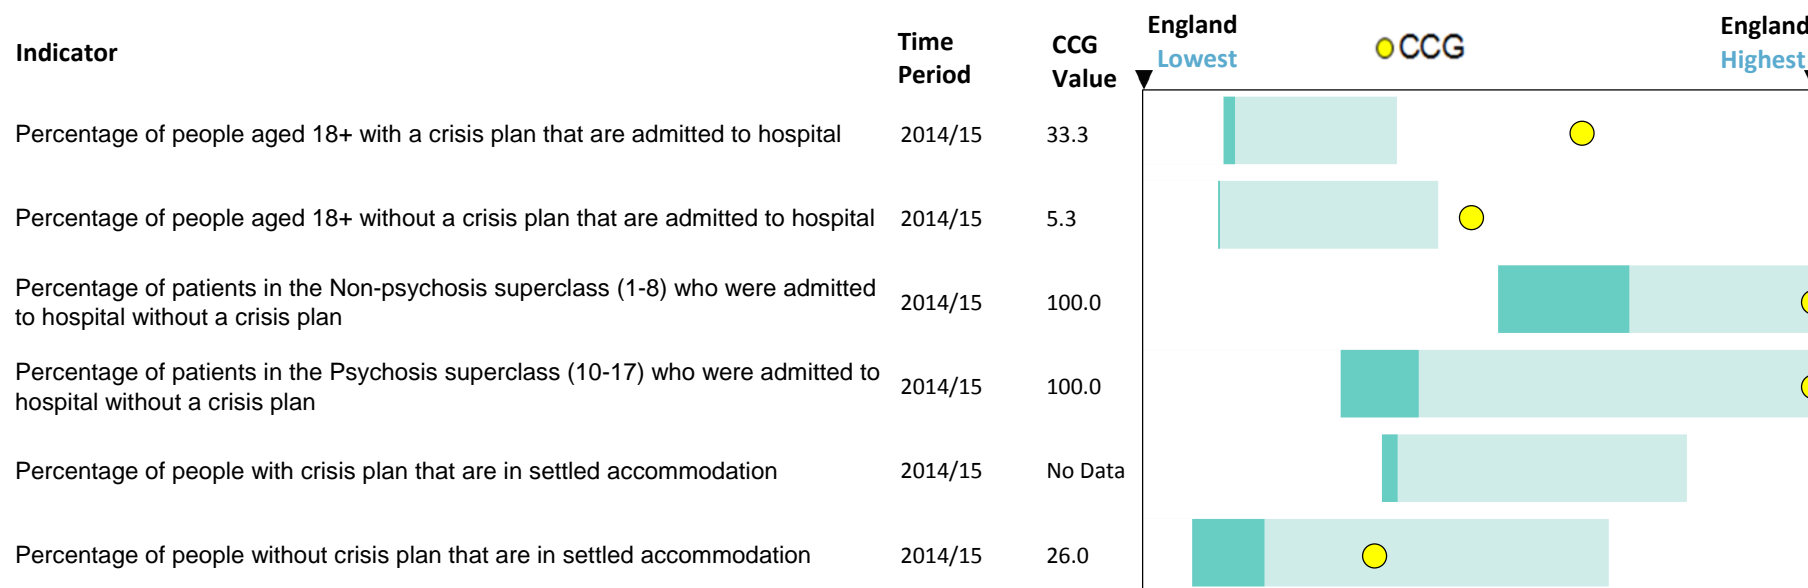 Indicator
Time Period
CCG Value
England Lowest
CCG
England Highest
Percentage of people aged 18+ with a crisis plan that are admitted to hospital 2014/15 33.3
Percentage of people aged 18+ without a crisis plan that are admitted to hospital 2014/15 5.3
Percentage of patients in the Non-psychosis superclass (1-8) who were admitted
to hospital without a crisis plan
2014/15 100.0
Percentage of patients in the Psychosis superclass (10-17) who were admitted to
hospital without a crisis plan
2014/15 100.0
Percentage of people with crisis plan that are in settled accommodation 2014/15 No Data
Percentage of people without crisis plan that are in settled accommodation 2014/15 26.0